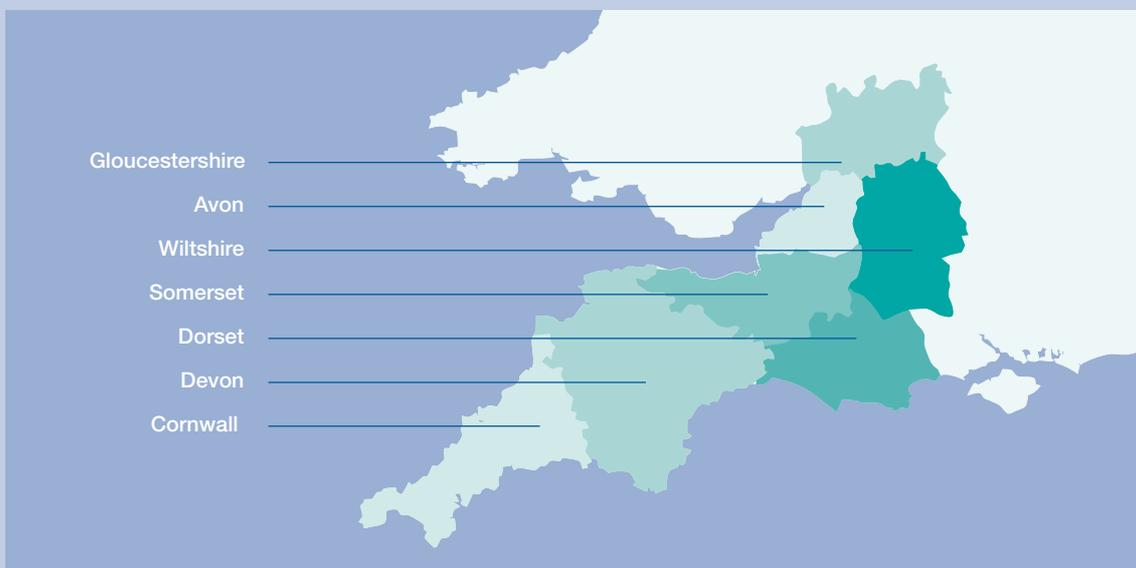 Gloucestershire
Avon
Wiltshire
Somerset
Dorset
Devon
Cornwall